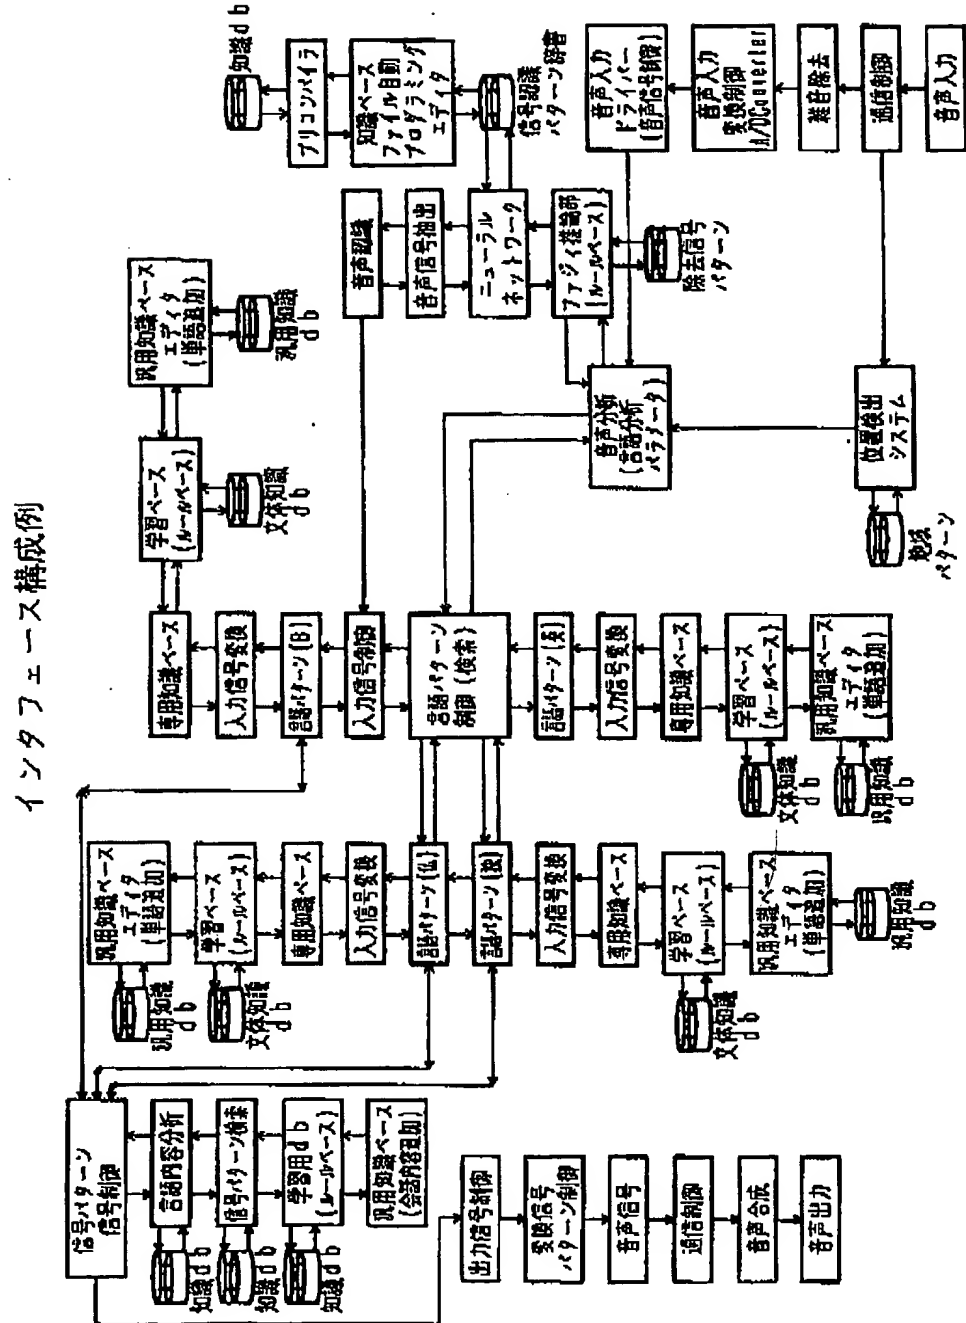 インタフェース構成例
信号パターン
信号制御
言語内容分析
知識db
信号パターン検索
知識db
学習用db
(ルールベース)
知識db
汎用知識ベース
(会話内容追加)
出力信号制御
変換信号
パターン制御
音声信号
通信制御
音声合成
音声出力
汎用知識ベース
エディタ
(単語追加)
汎用知識
db
学習ベース
(ルールベース)
文体知識
db
専用知識ベース
入力信号変換
言語パターン(仏)
言語パターン(独)
入力信号変換
専用知識ベース
学習ベース
(ルールベース)
文体知識
db
汎用知識ベース
エディタ
(単語追加)
汎用知識
db
専用知識ベース
入力信号変換
言語パターン(日)
入力信号制御
言語パターン
制御(検索)
言語パターン(英)
入力信号変換
専用知識ベース
学習ベース
(ルールベース)
文体知識
db
汎用知識ベース
エディタ
(単語追加)
汎用知識
db
学習ベース
(ルールベース)
文体知識
db
汎用知識ベース
エディタ
(単語追加)
汎用知識
db
音声分析
(言語分析
パラメータ)
位置検出
システム
地域
パターン
音声認識
音声信号抽出
ニューラル
ネットワーク
ファジィ推論部
(ルールベース)
除去信号
パターン
知識db
プリコンパイラ
知識ベース
ファイル自動
プログラミング
エディタ
信号認識
パターン辞書
音声入力
ドライバー
(音声信号制御)
音声入力
変換制御
A/DConverter
雑音除去
通信制御
音声入力